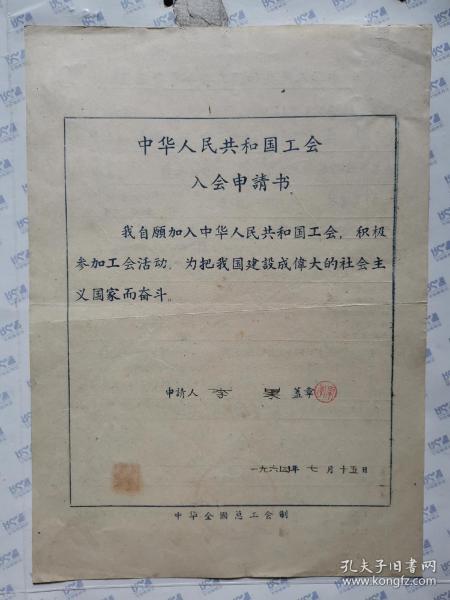 中华人民共和国工会
入会申請书
我自願加入中华人民共和国工会，积极
参加工会活动，为把我国建設成偉大的社会主
义国家而奋斗。
申請人 李 果 盖章
一九六四年 七 月 十五 日
中华全國总工会制
孔夫子旧书网
www.kongfz.com